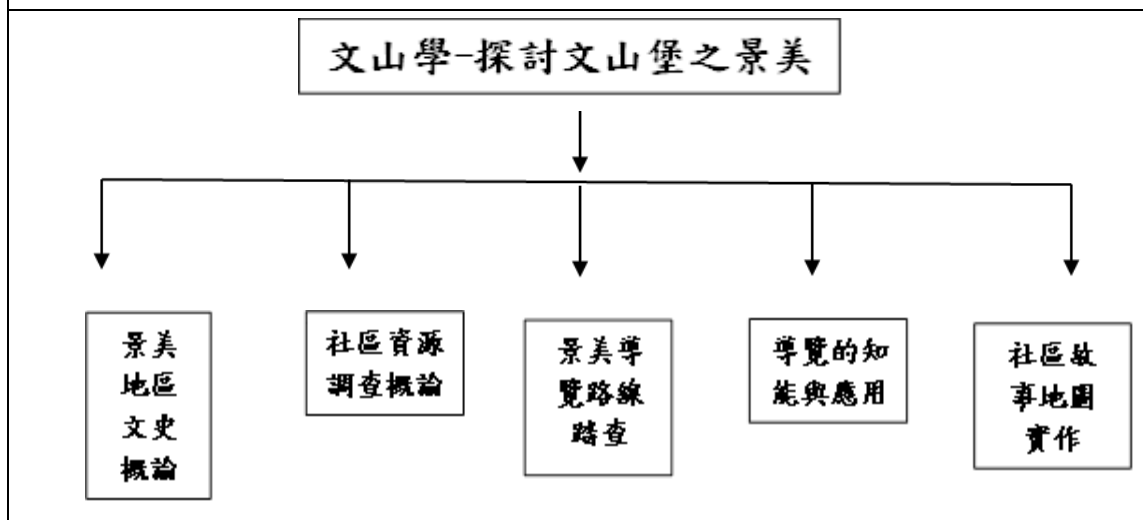 文山學-探討文山堡之景美
景美
地區
文史
概論
社區資源
調查概論
景美導
覽路線
踏查
導覽的知
能與應用
社區故
事地圖
實作